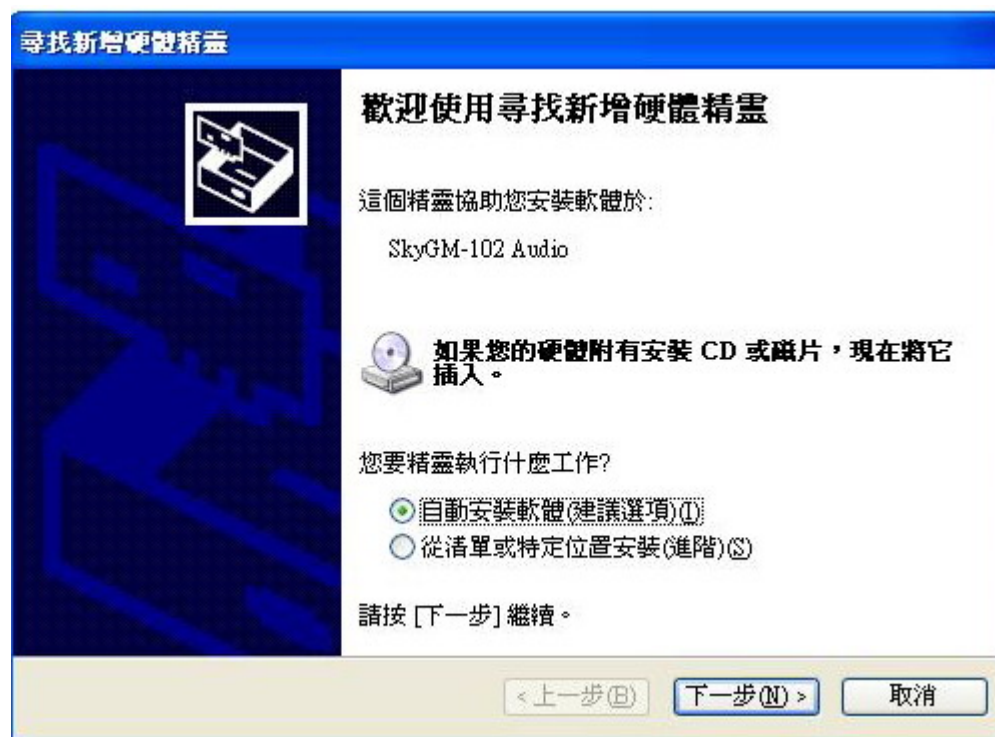 尋找新增硬體精靈
歡迎使用尋找新增硬體精靈
這個精靈協助您安裝軟體於:
SkyGM-102 Audio
如果您的硬體附有安裝 CD 或磁片，現在將它
插入。
您要精靈執行什麼工作?
自動安裝軟體(建議選項)(I)
從清單或特定位置安裝(進階)(S)
請按 [下一步] 繼續。
< 上一步(B)
下一步(N) >
取消